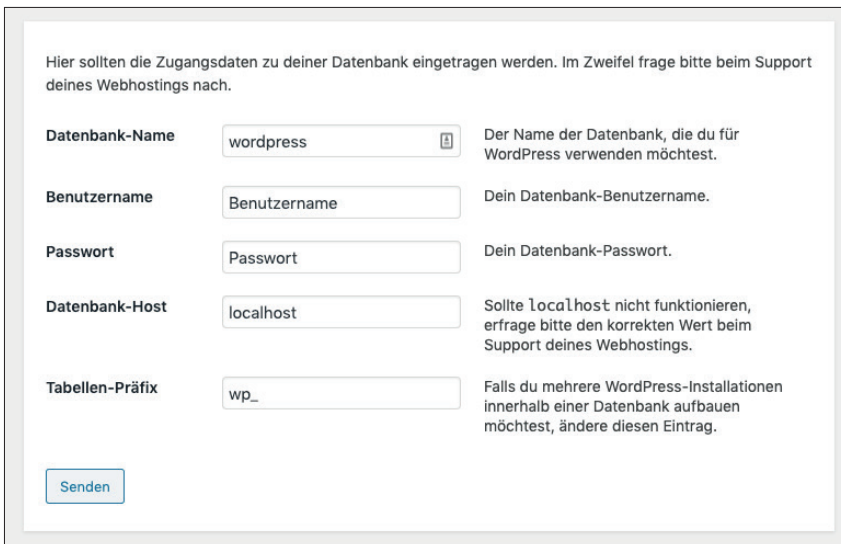 Hier sollten die Zugangsdaten zu deiner Datenbank eingetragen werden. Im Zweifel frage bitte beim Support
deines Webhostings nach.
Datenbank-Name
wordpress
Der Name der Datenbank, die du für
WordPress verwenden möchtest.
Benutzername
Benutzername
Dein Datenbank-Benutzername.
Passwort
Passwort
Dein Datenbank-Passwort.
Datenbank-Host
localhost
Sollte localhost nicht funktionieren,
erfrage bitte den korrekten Wert beim
Support deines Webhostings.
Tabellen-Präfix
wp_
Falls du mehrere WordPress-Installationen
innerhalb einer Datenbank aufbauen
möchtest, ändere diesen Eintrag.
Senden